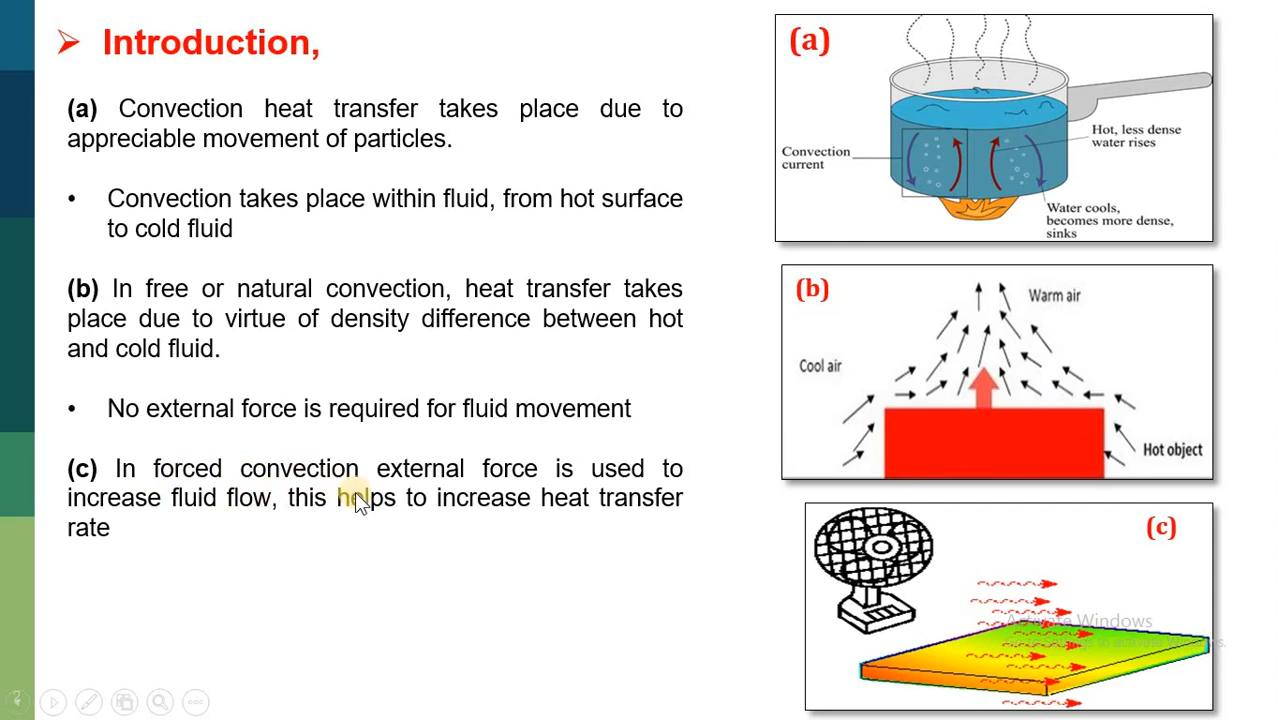 ➢ Introduction,
(a) Convection heat transfer takes place due to
appreciable movement of particles.
• Convection takes place within fluid, from hot surface
to cold fluid
(b) In free or natural convection, heat transfer takes
place due to virtue of density difference between hot
and cold fluid.
• No external force is required for fluid movement
(c) In forced convection external force is used to
increase fluid flow, this helps to increase heat transfer
rate
(a)
Convection
current
Hot, less dense
water rises
Water cools,
becomes more dense,
sinks
(b)
Warm air
Cool air
Hot object
(c)
Activate Windows
2